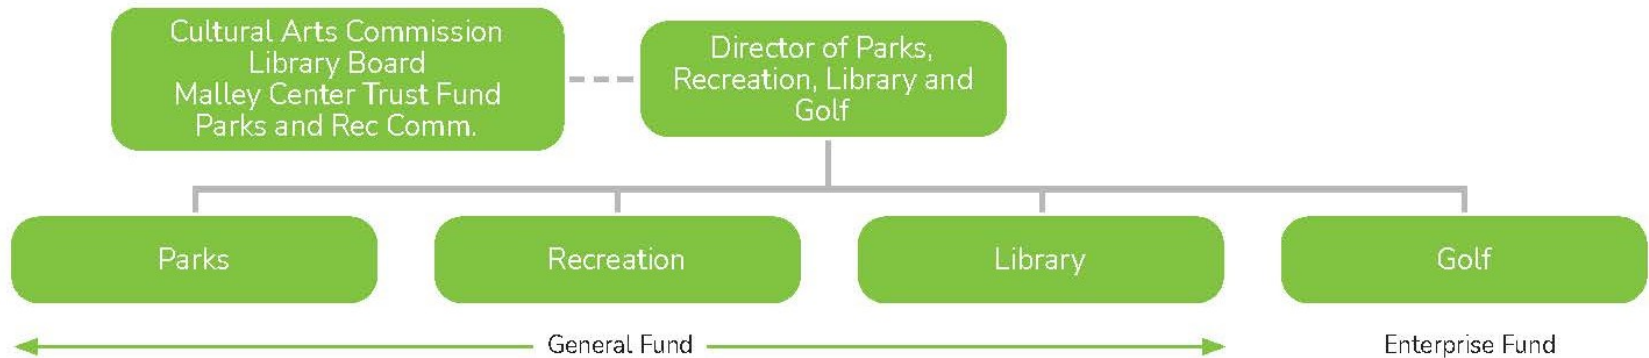 Cultural Arts Commission
Library Board
Malley Center Trust Fund
Parks and Rec Comm.
Director of Parks,
Recreation, Library and
Golf
Parks
Recreation
Library
Golf
General Fund
Enterprise Fund